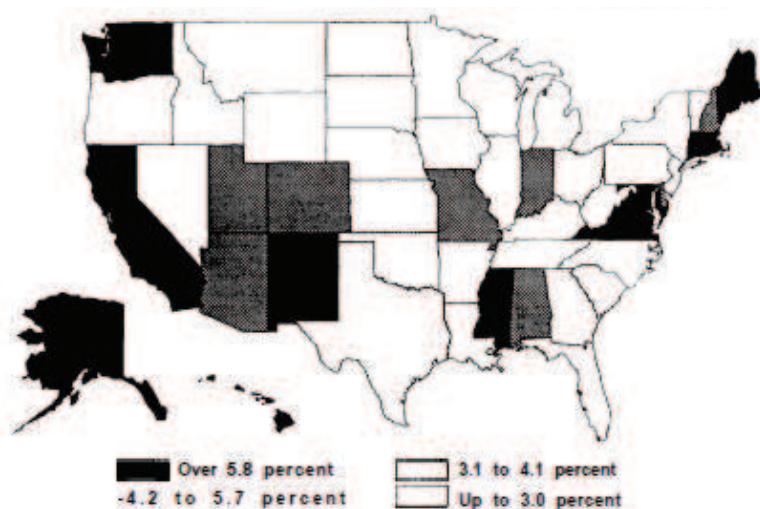 Over 5.8 percent
-4.2 to 5.7 percent
3.1 to 4.1 percent
Up to 3.0 percent